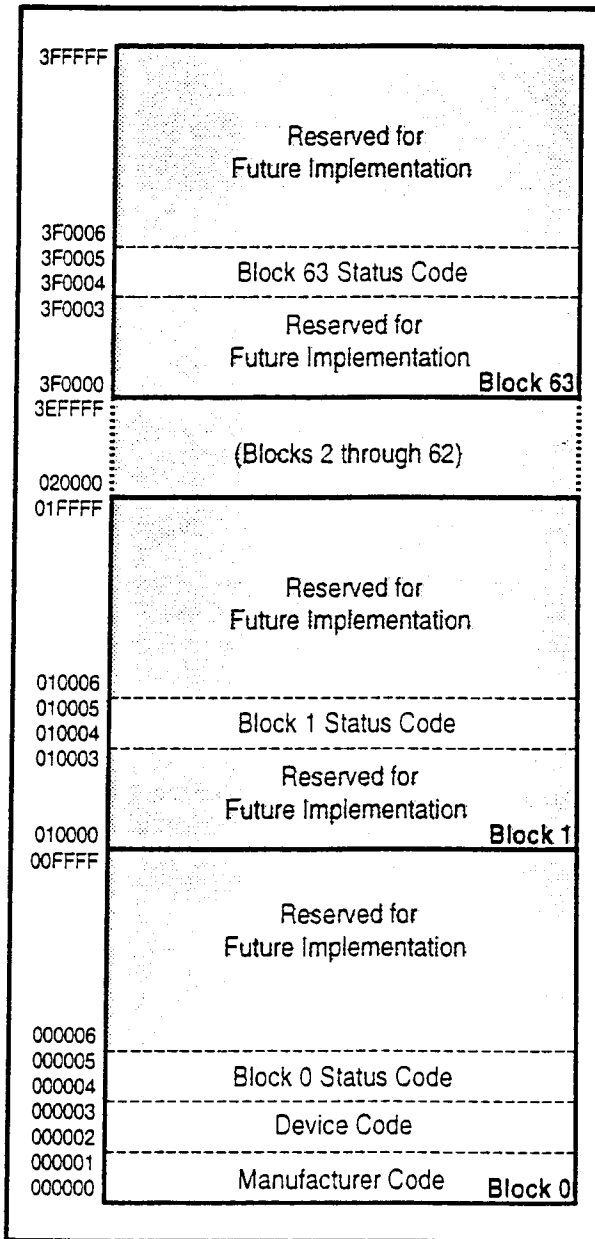 3FFFFF
Reserved for
Future Implementation
3F0006
3F0005
Block 63 Status Code
3F0004
3F0003
Reserved for
Future Implementation
3F0000
Block 63
3EFFFF
(Blocks 2 through 62)
020000
01FFFF
Reserved for
Future Implementation
010006
010005
Block 1 Status Code
010004
010003
Reserved for
Future Implementation
010000
Block 1
00FFFF
Reserved for
Future Implementation
000006
000005
Block 0 Status Code
000004
000003
Device Code
000002
000001
Manufacturer Code
000000
Block 0